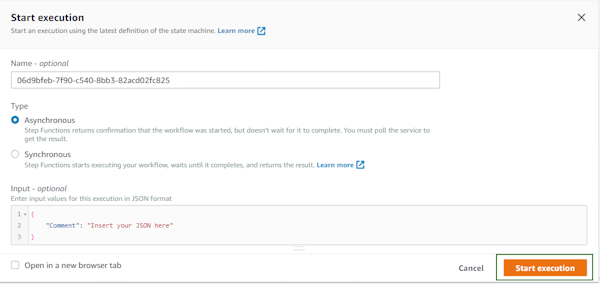 Start execution
Start an execution using the latest definition of the state machine. Learn more
Name - optional
06d9bfeb-7f90-c540-8bb3-82acd02fc825
Type
Asynchronous
Step Functions returns confirmation that the workflow was started, but doesn't wait for it to complete. You must poll the service to
get the result.
Synchronous
Step Functions starts executing your workflow, waits until it completes, and returns the result. Learn more
Input - optional
Enter input values for this execution in JSON format
1 {
2 "Comment": "Insert your JSON here"
3 }
Open in a new browser tab
Cancel
Start execution